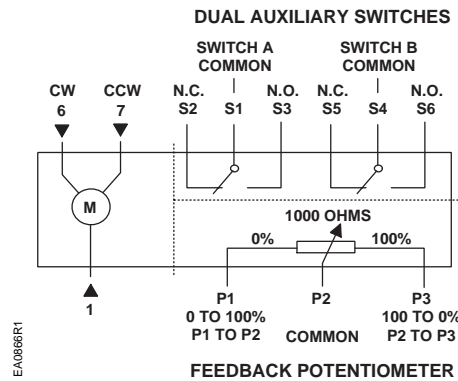 DUAL AUXILIARY SWITCHES
SWITCH A
COMMON
SWITCH B
COMMON
CW
6
CCW
7
N.C.
S2
S1
N.O.
S3
N.C.
S5
S4
N.O.
S6
M
1000 OHMS
0%
100%
1
P1
0 TO 100%
P1 TO P2
P2
COMMON
P3
100 TO 0%
P2 TO P3
FEEDBACK POTENTIOMETER
EA0866R1